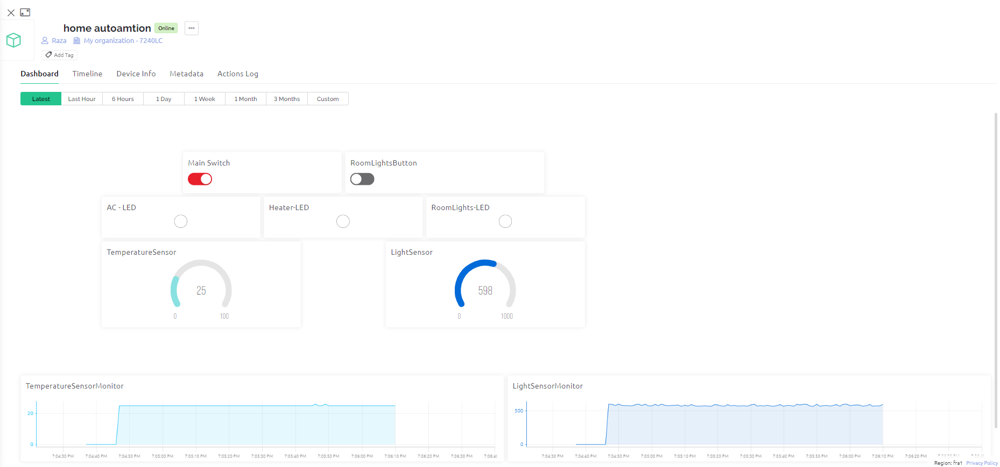 home autoamtion Online
Raza My organization - 7240LC
Add Tag
Dashboard Timeline Device Info Metadata Actions Log
Latest Last Hour 6 Hours 1 Day 1 Week 1 Month 3 Months Custom
Main Switch RoomLightsButton
AC - LED Heater-LED RoomLights-LED
TemperatureSensor LightSensor
25 598
0 100 0 1000
TemperatureSensorMonitor LightSensorMonitor
20 500
0 0
7:04:30 PM 7:04:40 PM 7:04:50 PM 7:05:00 PM 7:05:10 PM 7:05:20 PM 7:05:30 PM 7:05:40 PM 7:05:50 PM 7:06:00 PM 7:06:10 PM 7:06:20 PM 7:06:30 PM 7:04:30 PM 7:04:40 PM 7:04:50 PM 7:05:00 PM 7:05:10 PM 7:05:20 PM 7:05:30 PM 7:05:40 PM 7:05:50 PM 7:06:00 PM 7:06:10 PM 7:06:20 PM
Region: fra1 Privacy Policy